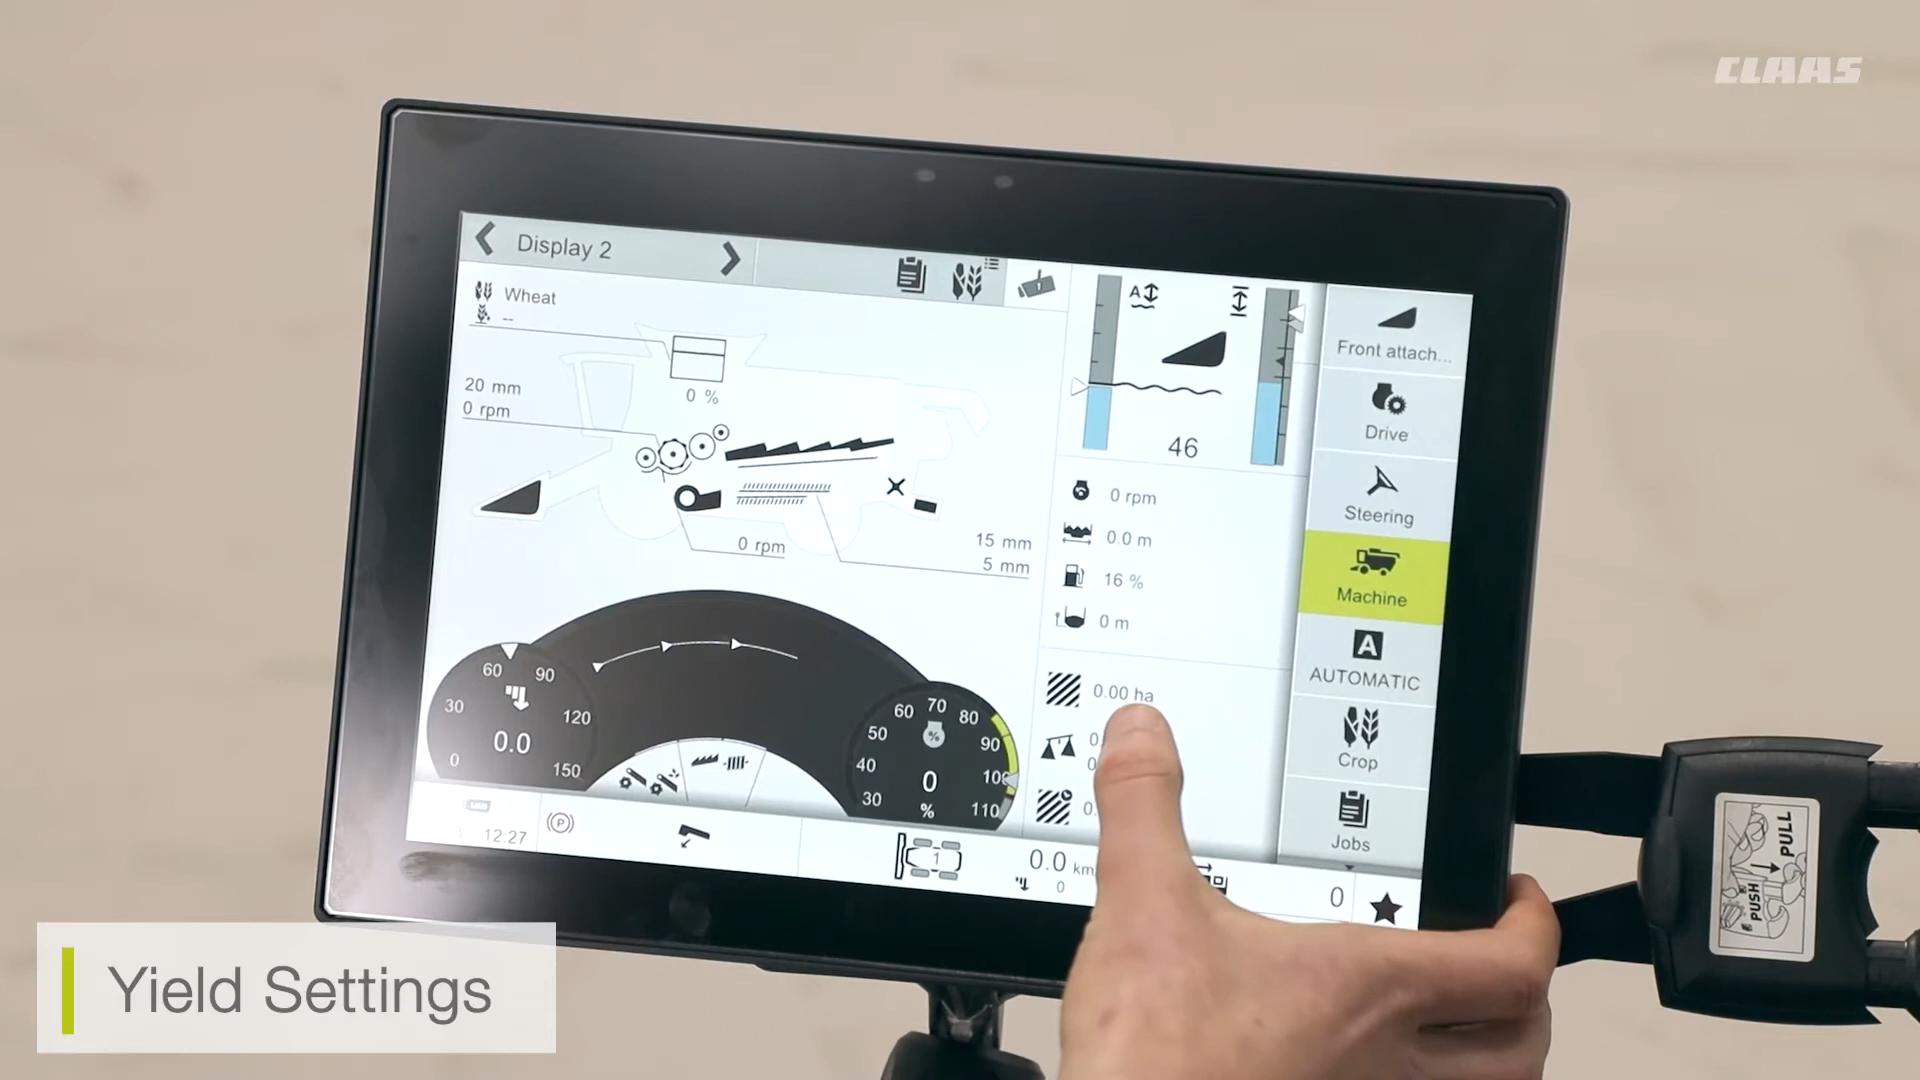 CLAAS
Display 2
Wheat
--
20 mm
0 rpm
0 %
0 rpm
15 mm
5 mm
A
46
0 rpm
0.0 m
16 %
0 m
0.00 ha
Front attach...
Drive
Steering
Machine
A
AUTOMATIC
Crop
Jobs
0 30 60 90 120 150
0.0
30 40 50 60 70 80 90 100 110
%
0
%
12:27
P
1
0.0 km
0
0
PUSH
PULL
Yield Settings